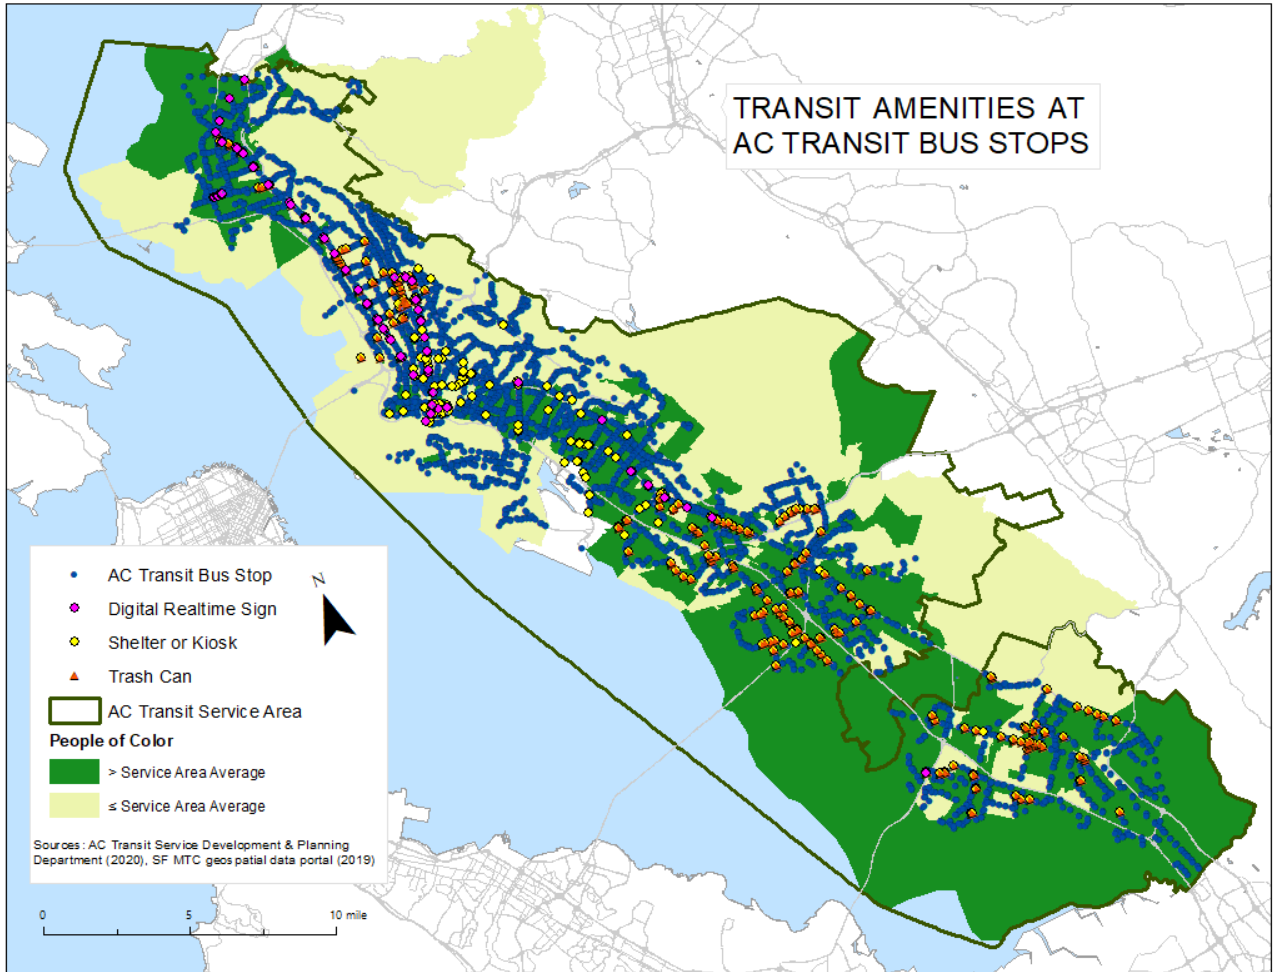 TRANSIT AMENITIES AT
AC TRANSIT BUS STOPS
AC Transit Bus Stop
Digital Realtime Sign
Shelter or Kiosk
Trash Can
AC Transit Service Area
People of Color
> Service Area Average
≤ Service Area Average
N
Sources: AC Transit Service Development & Planning
Department (2020), SF MTC geospatial data portal (2019)
0 5 10 mile